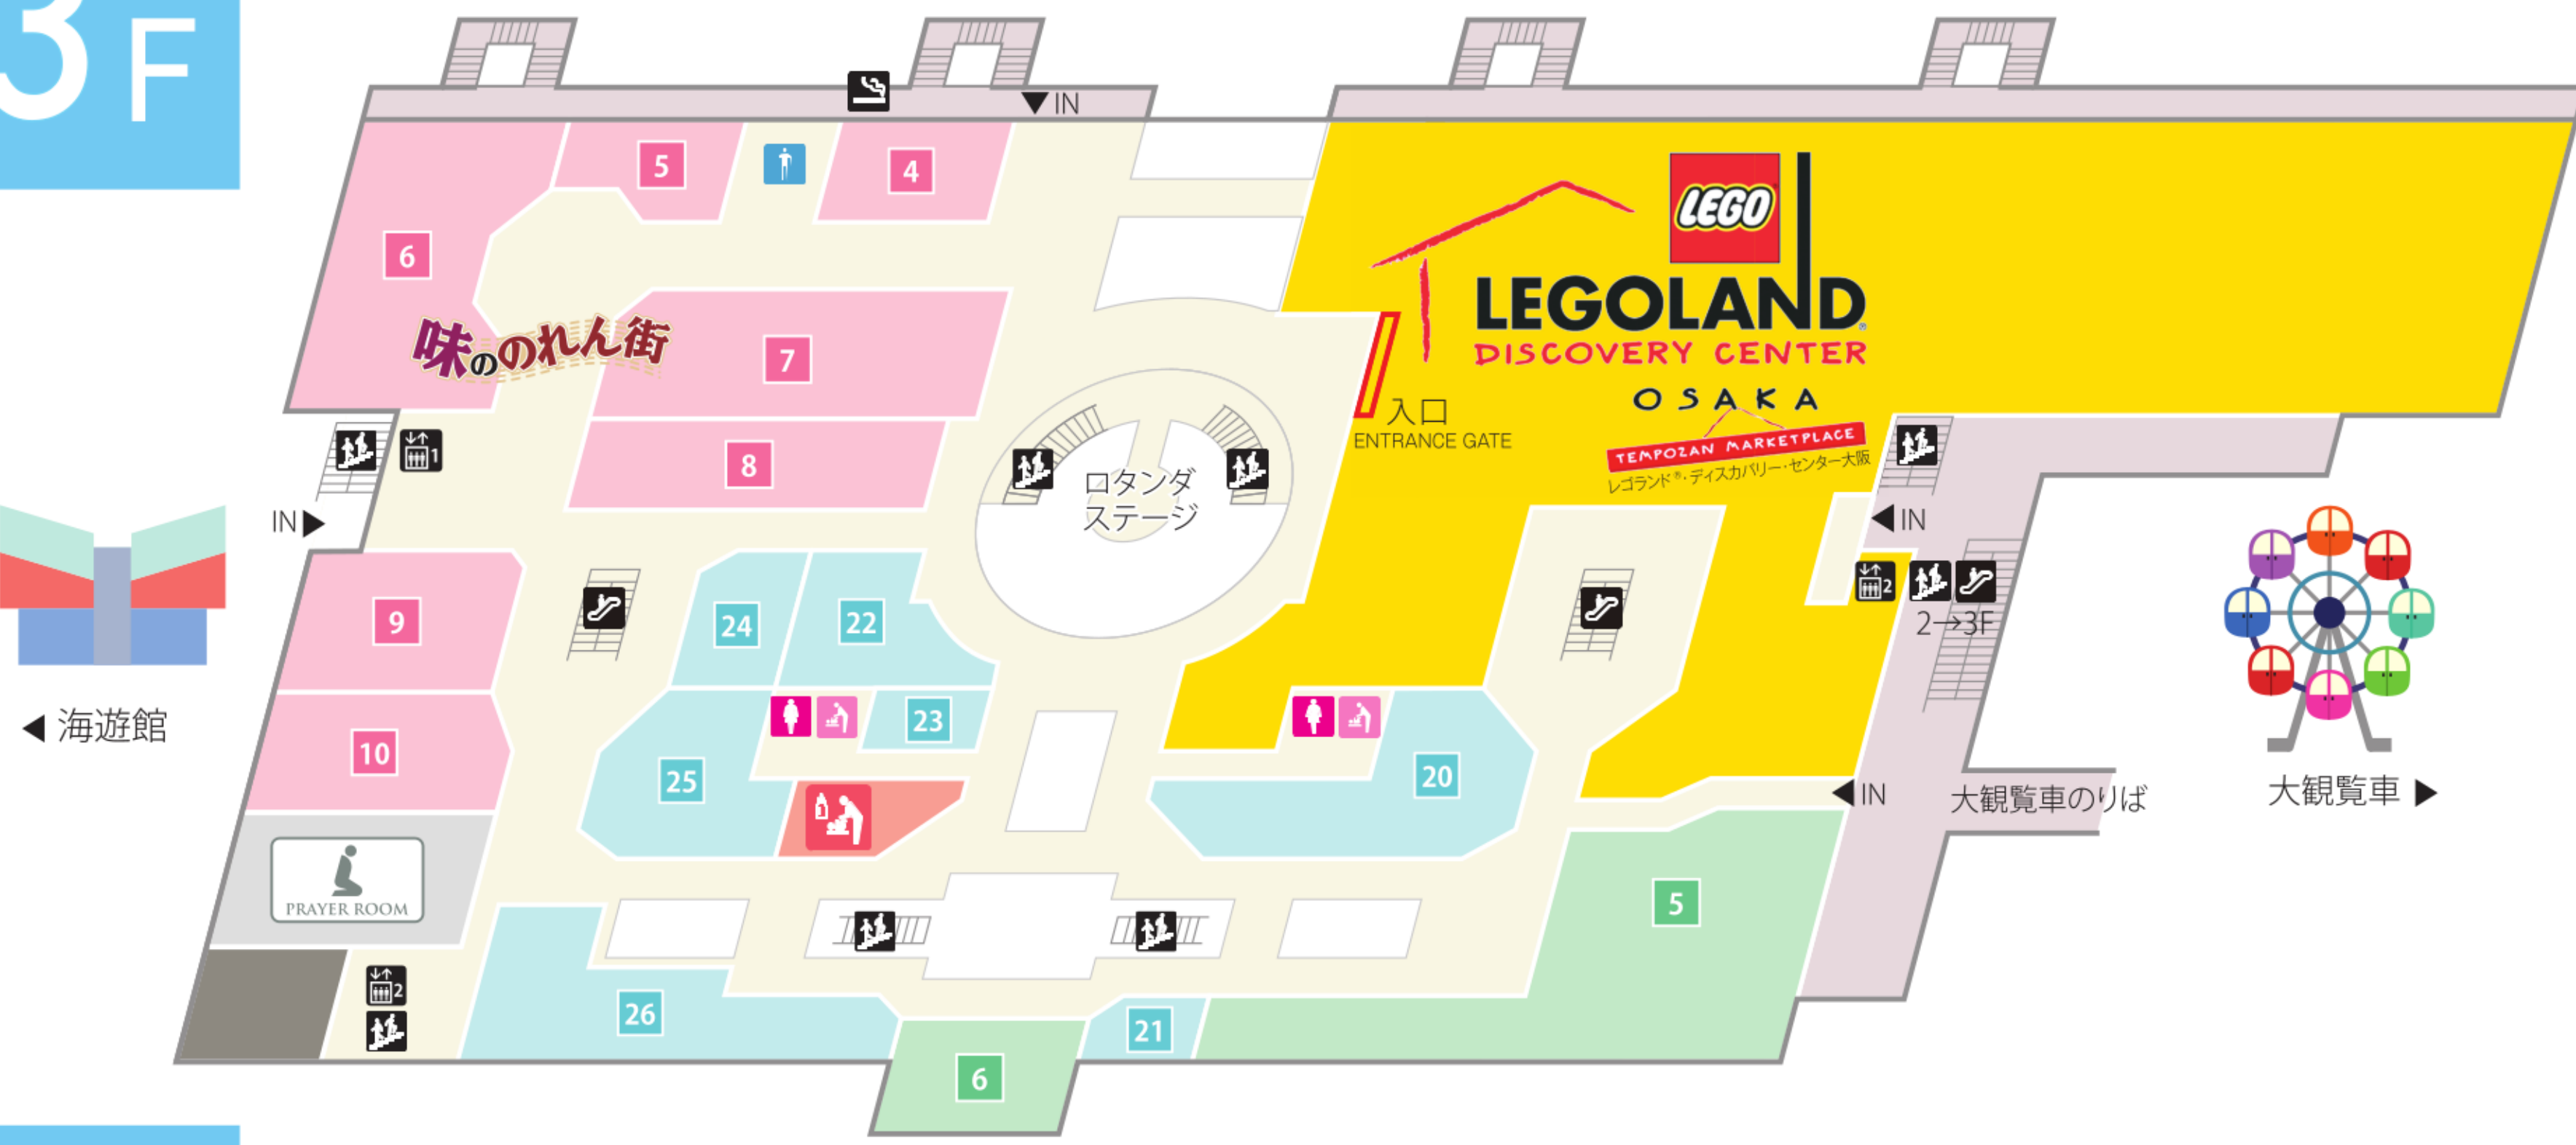 3F
IN
5
4
6
味ののれん街
7
8
1
IN
LEGO
LEGOLAND
DISCOVERY CENTER
OSAKA
TEMPOZAN MARKETPLACE
レゴランド®・ディスカバリー・センター大阪
入口
ENTRANCE GATE
ロタンダ
ステージ
IN
2
2→3F
9
24
22
23
10
25
20
海遊館
IN
大観覧車のりば
大観覧車
PRAYER ROOM
5
2
26
21
6